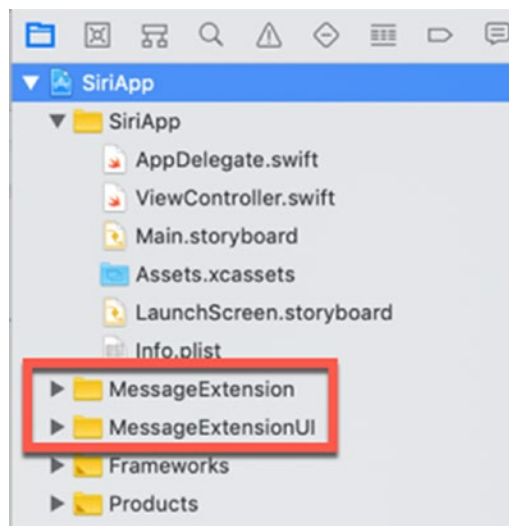 SiriApp
SiriApp
AppDelegate.swift
ViewController.swift
Main.storyboard
Assets.xcassets
LaunchScreen.storyboard
Info.plist
MessageExtension
MessageExtensionUI
Frameworks
Products